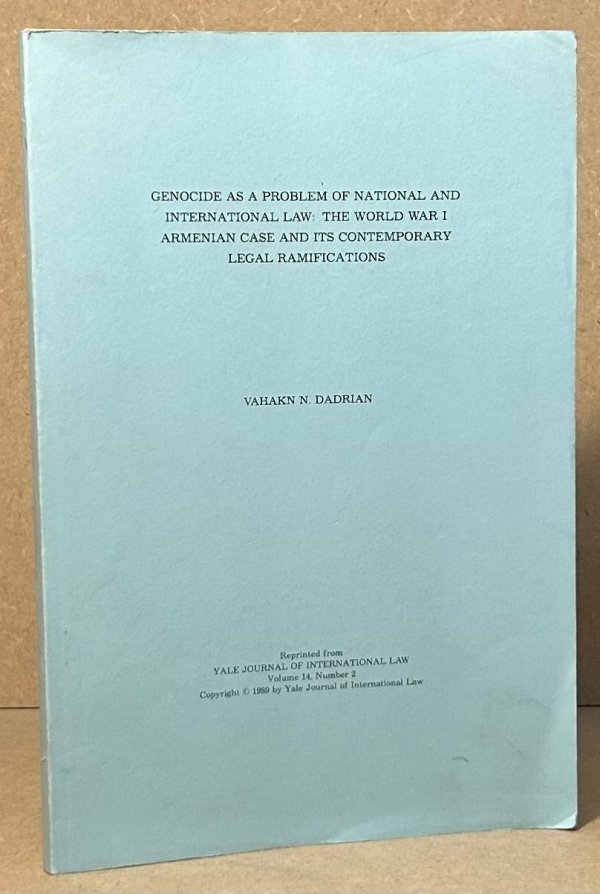 GENOCIDE AS A PROBLEM OF NATIONAL AND
INTERNATIONAL LAW: THE WORLD WAR I
ARMENIAN CASE AND ITS CONTEMPORARY
LEGAL RAMIFICATIONS
VAHAKN N. DADRIAN
Reprinted from
YALE JOURNAL OF INTERNATIONAL LAW
Volume 14, Number 2
Copyright © 1989 by Yale Journal of International Law